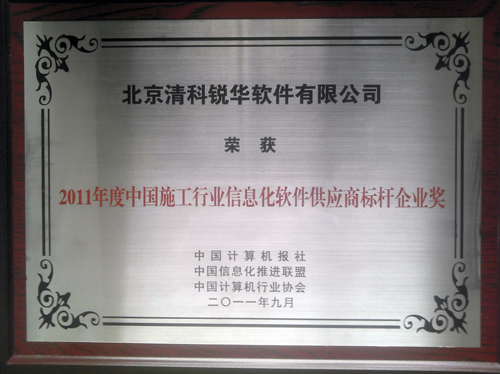 北京清科锐华软件有限公司
荣获
2011年度中国施工行业信息化软件供应商标杆企业奖
中国计算机报社
中国信息化推进联盟
中国计算机行业协会
二〇一一年九月